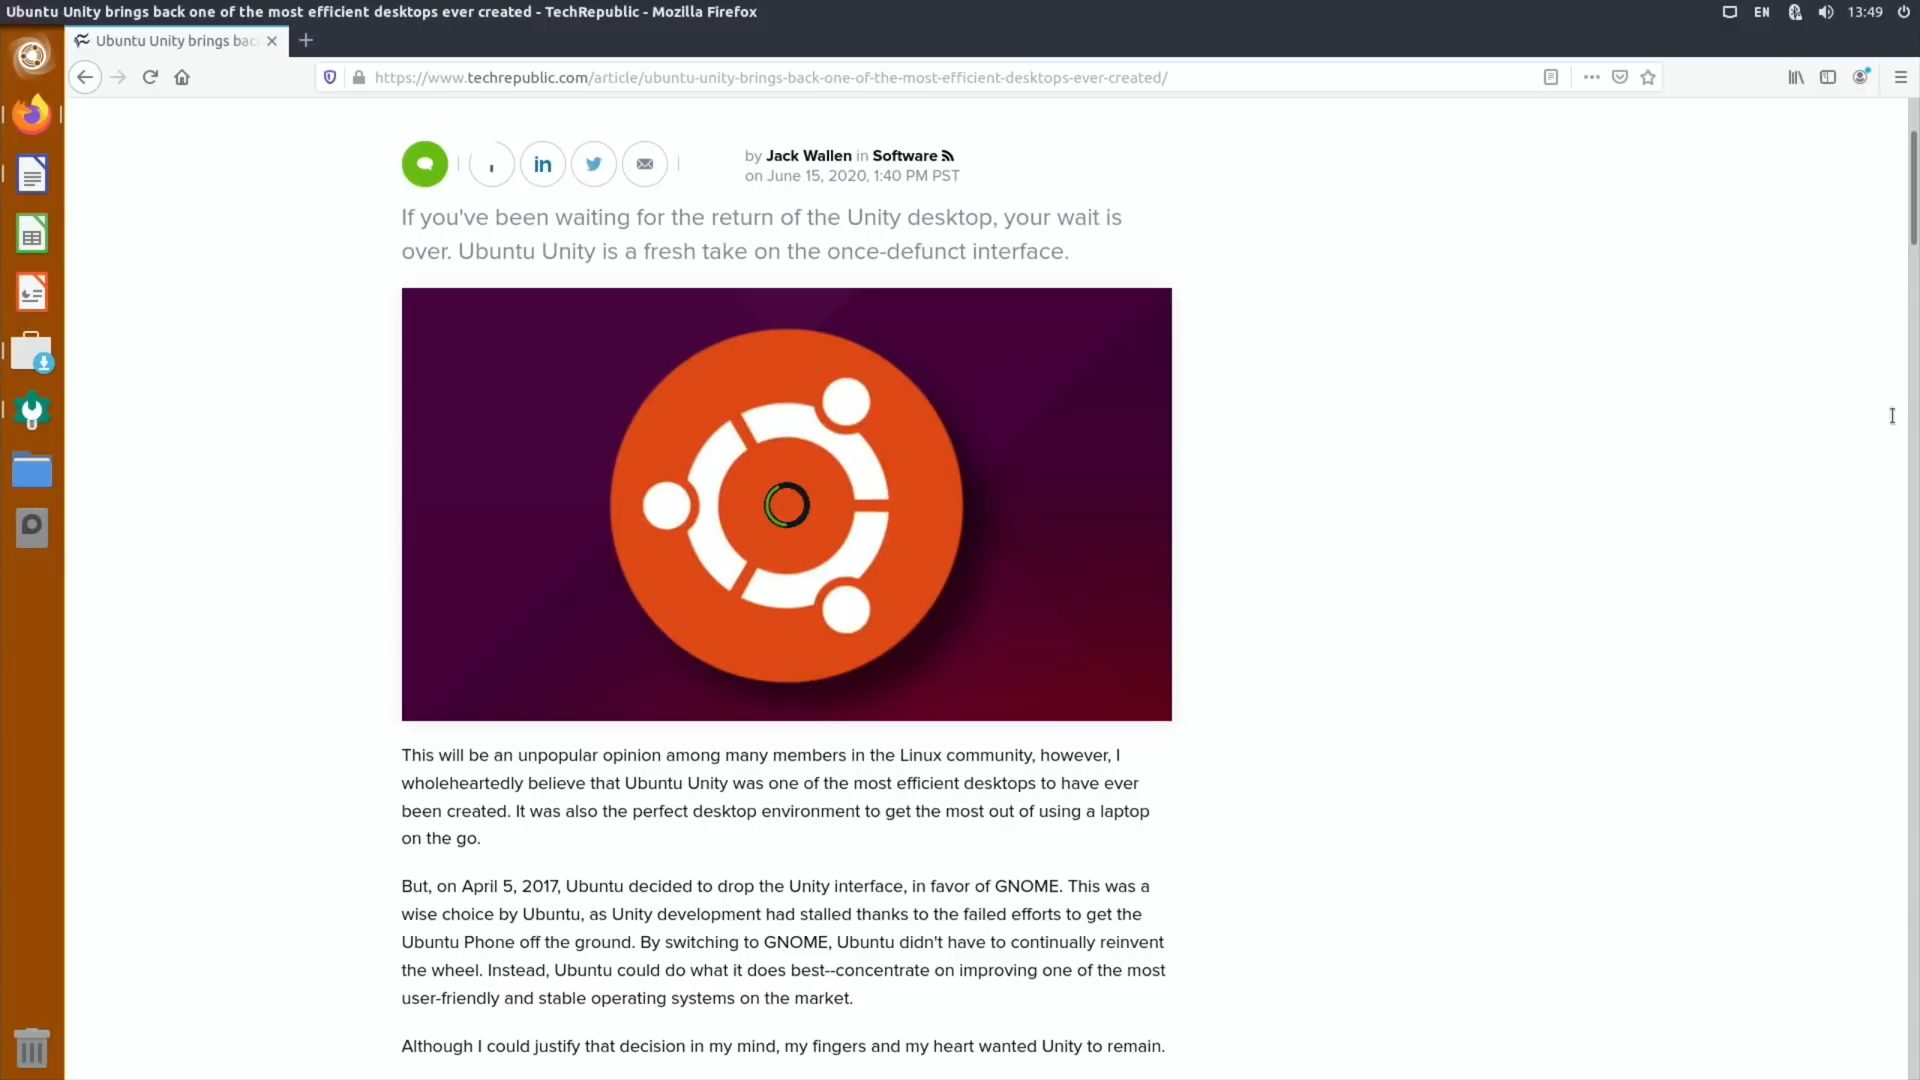 Ubuntu Unity brings back one of the most efficient desktops ever created - TechRepublic - Mozilla Firefox
EN
13:49
Ubuntu Unity brings bac
https://www.techrepublic.com/article/ubuntu-unity-brings-back-one-of-the-most-efficient-desktops-ever-created/
in
by Jack Wallen in Software
on June 15, 2020, 1:40 PM PST
If you've been waiting for the return of the Unity desktop, your wait is
over. Ubuntu Unity is a fresh take on the once-defunct interface.
This will be an unpopular opinion among many members in the Linux community, however, I
wholeheartedly believe that Ubuntu Unity was one of the most efficient desktops to have ever
been created. It was also the perfect desktop environment to get the most out of using a laptop
on the go.
But, on April 5, 2017, Ubuntu decided to drop the Unity interface, in favor of GNOME. This was a
wise choice by Ubuntu, as Unity development had stalled thanks to the failed efforts to get the
Ubuntu Phone off the ground. By switching to GNOME, Ubuntu didn't have to continually reinvent
the wheel. Instead, Ubuntu could do what it does best--concentrate on improving one of the most
user-friendly and stable operating systems on the market.
Although I could justify that decision in my mind, my fingers and my heart wanted Unity to remain.